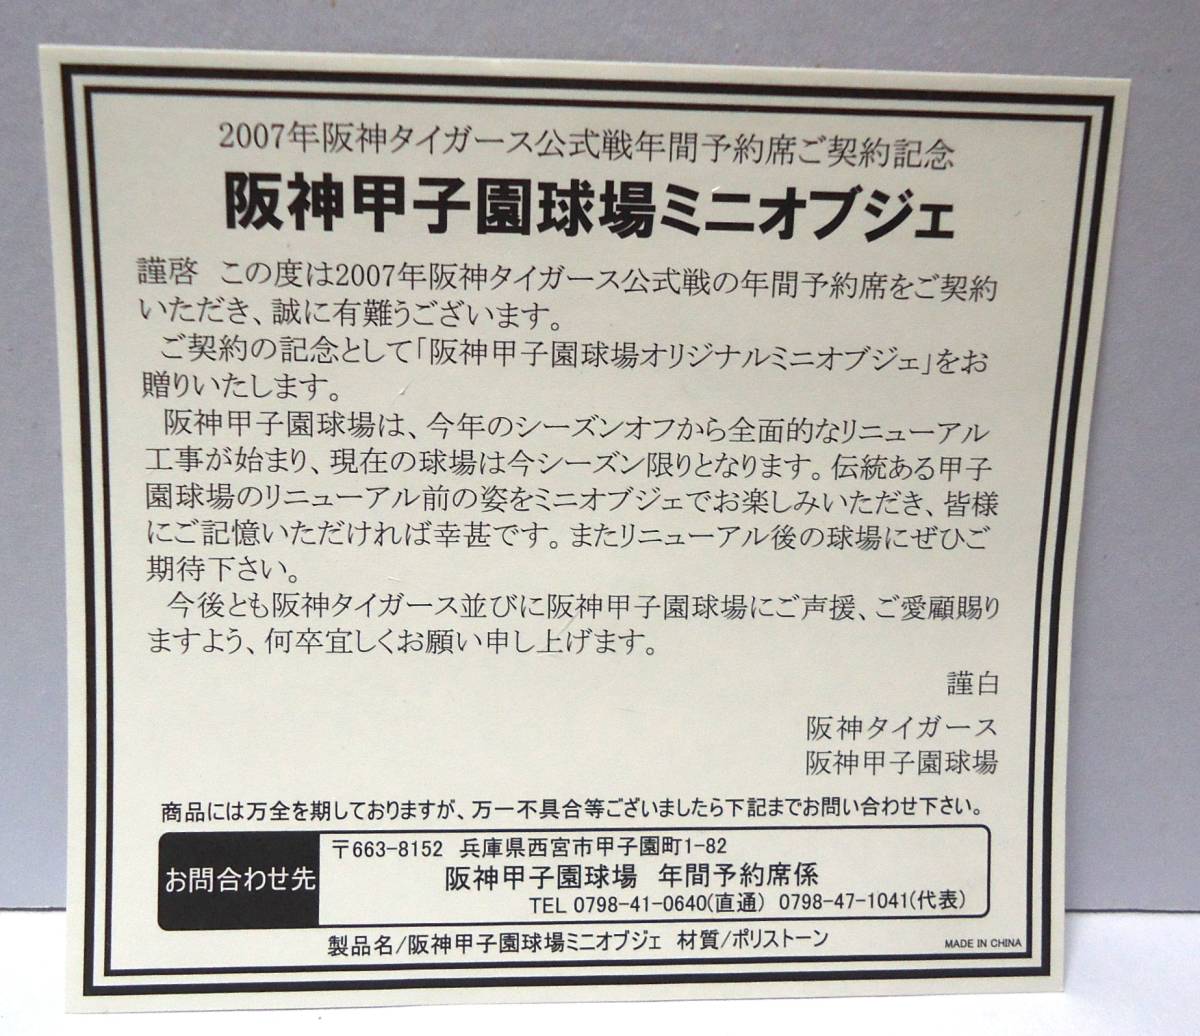 2007年阪神タイガース公式戦年間予約席ご契約記念
阪神甲子園球場ミニオブジェ
謹啓 この度は2007年阪神タイガース公式戦の年間予約席をご契約
いただき、誠に有難うございます。
ご契約の記念として「阪神甲子園球場オリジナルミニオブジェ」をお
贈りいたします。
阪神甲子園球場は、今年のシーズンオフから全面的なリニューアル
工事が始まり、現在の球場は今シーズン限りとなります。伝統ある甲子
園球場のリニューアル前の姿をミニオブジェでお楽しみいただき、皆様
にご記憶いただければ幸甚です。またリニューアル後の球場にぜひご
期待下さい。
今後とも阪神タイガース並びに阪神甲子園球場にご声援、ご愛顧賜り
ますよう、何卒宜しくお願い申し上げます。
謹白
阪神タイガース
阪神甲子園球場
商品には万全を期しておりますが、万一不具合等ございましたら下記までお問い合わせ下さい。
お問合わせ先
〒663-8152 兵庫県西宮市甲子園町1-82
阪神甲子園球場 年間予約席係
TEL 0798-41-0640(直通) 0798-47-1041(代表)
製品名/阪神甲子園球場ミニオブジェ 材質/ポリストーン
MADE IN CHINA